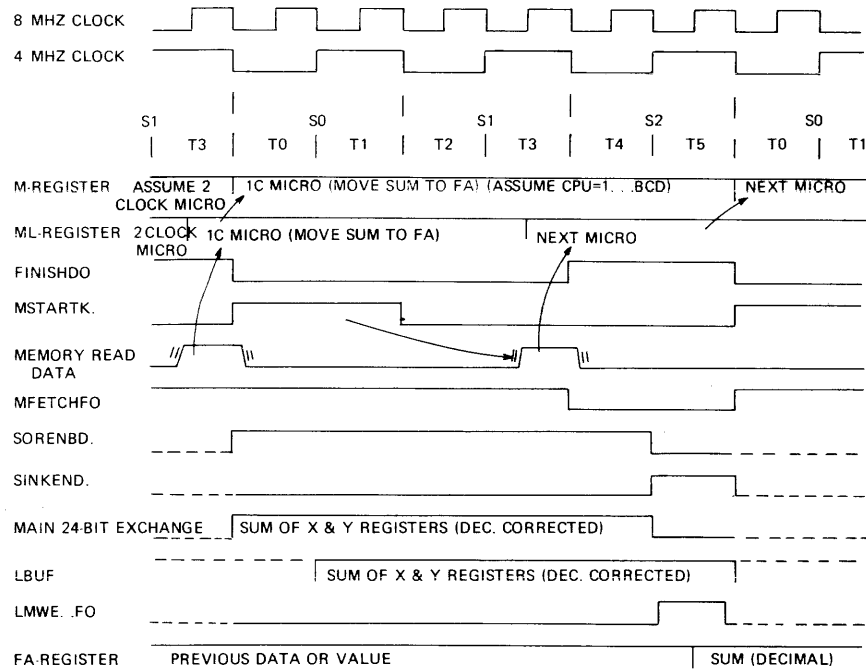 8 MHZ CLOCK
4 MHZ CLOCK
S1 S0 S1 S2 S0
T3 T0 T1 T2 T3 T4 T5 T0 T1
M-REGISTER ASSUME 2 CLOCK MICRO 1C MICRO (MOVE SUM TO FA) (ASSUME CPU=1. . .BCD) NEXT MICRO
ML-REGISTER 2 CLOCK MICRO 1C MICRO (MOVE SUM TO FA) NEXT MICRO
FINISHDO
MSTARTK.
MEMORY READ
DATA
MFETCHFO
SORENBD.
SINKEND.
MAIN 24-BIT EXCHANGE SUM OF X & Y REGISTERS (DEC. CORRECTED)
LBUF SUM OF X & Y REGISTERS (DEC. CORRECTED)
LMWE. .FO
FA-REGISTER PREVIOUS DATA OR VALUE SUM (DECIMAL)